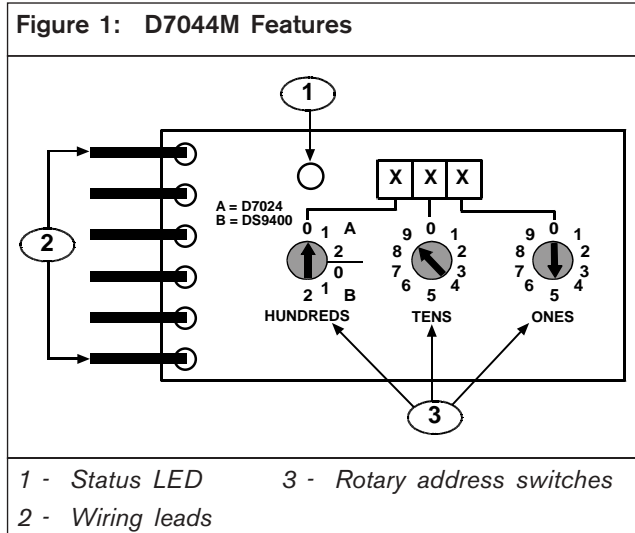 Figure 1: D7044M Features
1
X X X
A = D7024
B = DS9400
0 1 A
2
0
1 B
2
HUNDREDS
9 0 1
8 2
7 3
6 5 4
TENS
9 0 1
8 2
7 3
6 5 4
ONES
2
3
1 - Status LED 3 - Rotary address switches
2 - Wiring leads